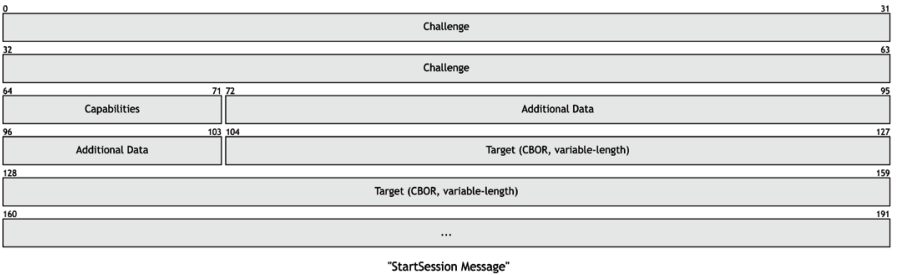 0 31
Challenge
32 63
Challenge
64 71 72 95
Capabilities Additional Data
96 103 104 127
Additional Data Target (CBOR, variable-length)
128 159
Target (CBOR, variable-length)
160 191
...
"StartSession Message"